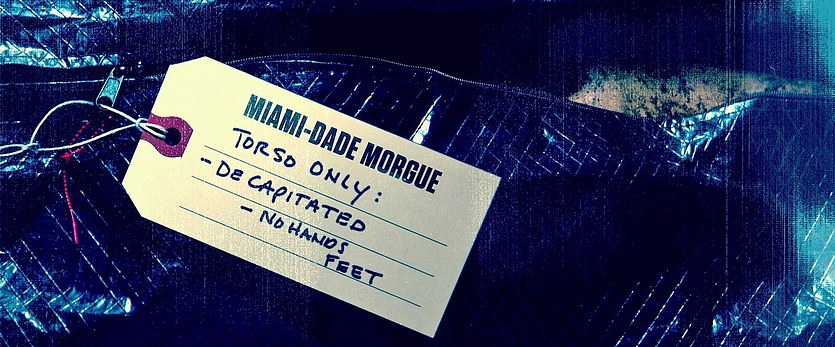 MIAMI-DADE MORGUE
TORSO ONLY:
- DECAPITATED
- NO HANDS
FEET